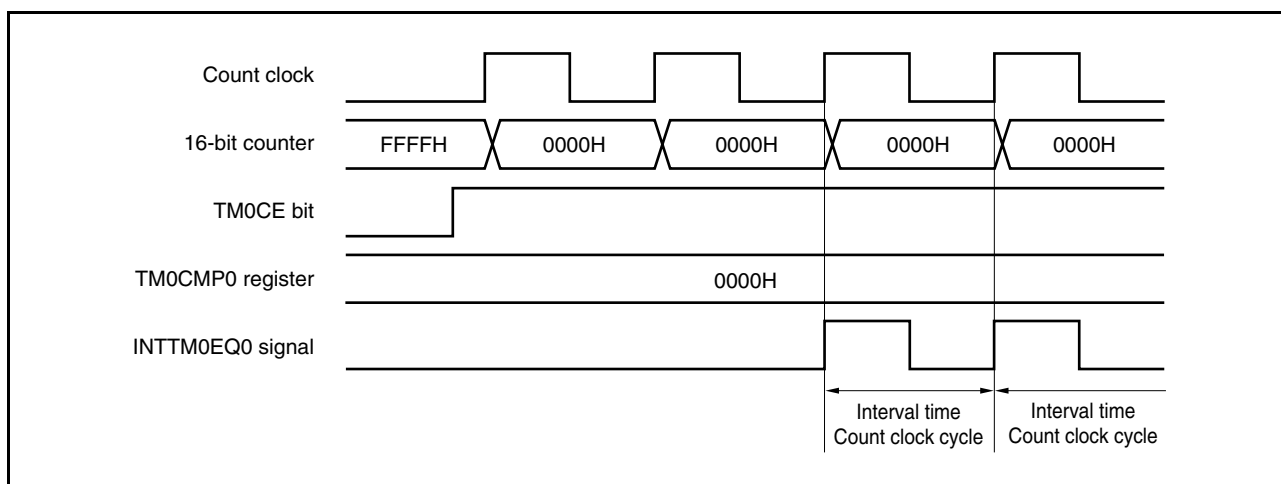 Count clock
16-bit counter
FFFFH 0000H 0000H 0000H 0000H
TM0CE bit
TM0CMP0 register
0000H
INTTM0EQ0 signal
Interval time
Count clock cycle
Interval time
Count clock cycle